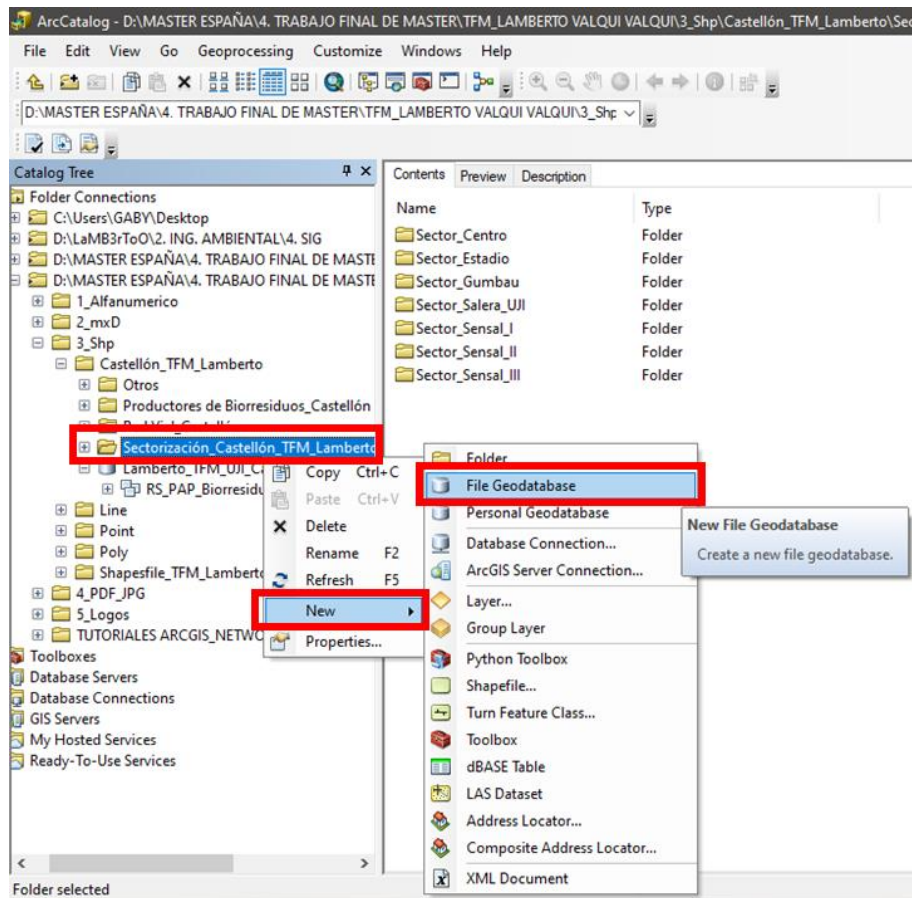 ArcCatalog - D:\MASTER ESPAÑA\4. TRABAJO FINAL DE MASTER\TFM_LAMBERTO VALQUI VALQUI\3_Shp\Castellón_TFM_Lamberto\Sec
File Edit View Go Geoprocessing Customize Windows Help
D:\MASTER ESPAÑA\4. TRABAJO FINAL DE MASTER\TFM_LAMBERTO VALQUI VALQUI\3_Shp
Catalog Tree
Folder Connections
C:\Users\GABY\Desktop
D:\LaMB3rToO\2. ING. AMBIENTAL\4. SIG
D:\MASTER ESPAÑA\4. TRABAJO FINAL DE MASTE
D:\MASTER ESPAÑA\4. TRABAJO FINAL DE MASTE
1_Alfanumerico
2_mxD
3_Shp
Castellón_TFM_Lamberto
Otros
Productores de Biorresiduos_Castellón
Sectorización_Castellón_TFM_Lamberto
Lamberto_TFM_UJI_C
RS_PAP_Biorresidu
Line
Point
Poly
Shapesfile_TFM_Lamberto
4_PDF_JPG
5_Logos
TUTORIALES ARCGIS_NETWO
Toolboxes
Database Servers
Database Connections
GIS Servers
My Hosted Services
Ready-To-Use Services
Folder selected
Contents Preview Description
Name Type
Sector_Centro Folder
Sector_Estadio Folder
Sector_Gumbau Folder
Sector_Salera_UJI Folder
Sector_Sensal_I Folder
Sector_Sensal_II Folder
Sector_Sensal_III Folder
Copy Ctrl+C
Paste Ctrl+V
Delete
Rename F2
Refresh F5
New
Properties...
Folder
File Geodatabase
Personal Geodatabase
Database Connection...
ArcGIS Server Connection...
Layer...
Group Layer
Python Toolbox
Shapefile...
Turn Feature Class...
Toolbox
dBASE Table
LAS Dataset
Address Locator...
Composite Address Locator...
XML Document
New File Geodatabase
Create a new file geodatabase.